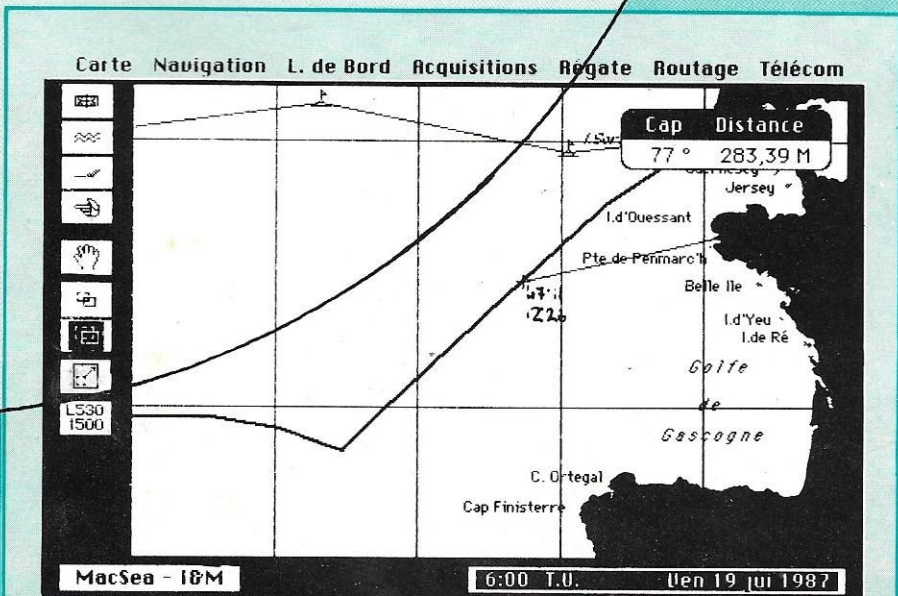 Carte Navigation L. de Bord Acquisitions Régate Routage Télécom
Cap Distance
77 ° 283,39 M
Jersey
I.d'Ouessant
Pte de Penmarc'h
Belle Ile
I.d'Yeu
I.de Ré
Golfe
de
Gascogne
C. Ortegal
Cap Finisterre
L530
1500
MacSea - I&M
6:00 T.U. Ven 19 jui 1987